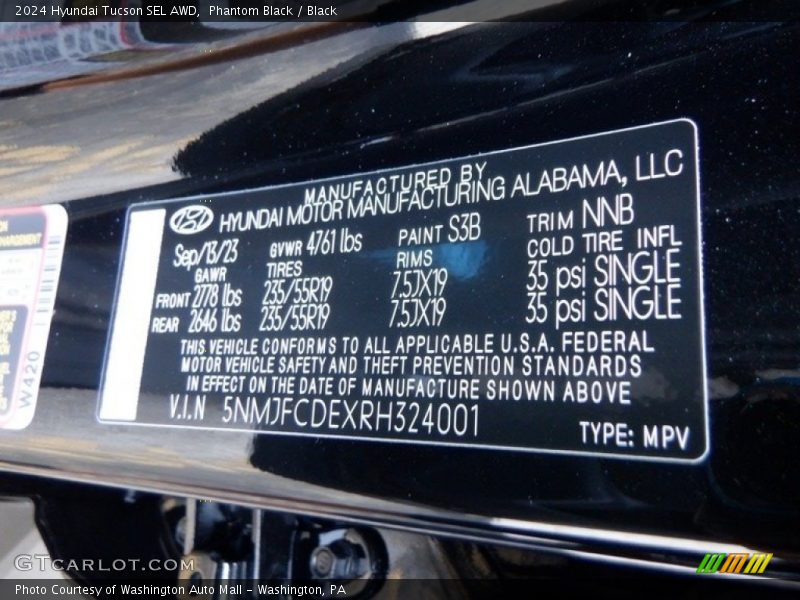 2024 Hyundai Tucson SEL AWD, Phantom Black / Black
MANUFACTURED BY
HYUNDAI MOTOR MANUFACTURING ALABAMA, LLC
Sep/13/23 GVWR 4761 lbs PAINT S3B TRIM NNB
GAWR TIRES RIMS COLD TIRE INFL
FRONT 2778 lbs 235/55R19 7.5JX19 35 psi SINGLE
REAR 2646 lbs 235/55R19 7.5JX19 35 psi SINGLE
THIS VEHICLE CONFORMS TO ALL APPLICABLE U.S.A. FEDERAL
MOTOR VEHICLE SAFETY AND THEFT PREVENTION STANDARDS
IN EFFECT ON THE DATE OF MANUFACTURE SHOWN ABOVE
V.I.N 5NMJFCDEXRH324001
TYPE: MPV
W420
GTCARLOT.COM
Photo Courtesy of Washington Auto Mall - Washington, PA